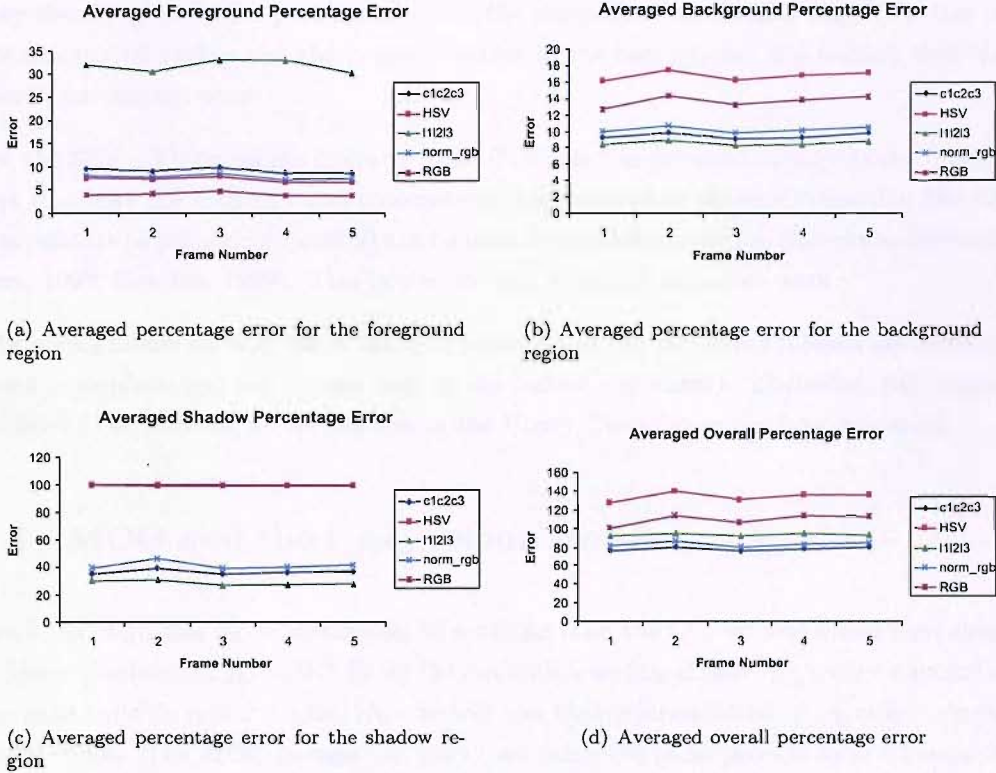 Averaged Foreground Percentage Error
35
30
25
20
15
10
5
0
Error
1 2 3 4 5
Frame Number
c1c2c3
HSV
l1l2l3
norm_rgb
RGB
(a) Averaged percentage error for the foreground
region
Averaged Background Percentage Error
20
18
16
14
12
10
8
6
4
2
0
Error
1 2 3 4 5
Frame Number
c1c2c3
HSV
l1l2l3
norm_rgb
RGB
(b) Averaged percentage error for the background
region
Averaged Shadow Percentage Error
120
100
80
60
40
20
0
Error
1 2 3 4 5
Frame Number
c1c2c3
HSV
l1l2l3
norm_rgb
RGB
(c) Averaged percentage error for the shadow re-
gion
Averaged Overall Percentage Error
160
140
120
100
80
60
40
20
0
Error
1 2 3 4 5
Frame Number
c1c2c3
HSV
l1l2l3
norm_rgb
RGB
(d) Averaged overall percentage error